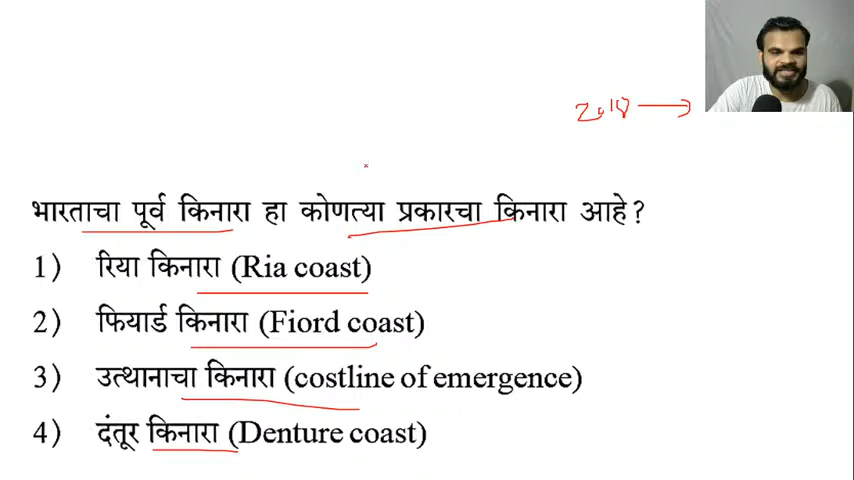 2018
भारताचा पूर्व किनारा हा कोणत्या प्रकारचा किनारा आहे?
1) रिया किनारा (Ria coast)
2) फियार्ड किनारा (Fiord coast)
3) उत्थानाचा किनारा (costline of emergence)
4) दंतूर किनारा (Denture coast)